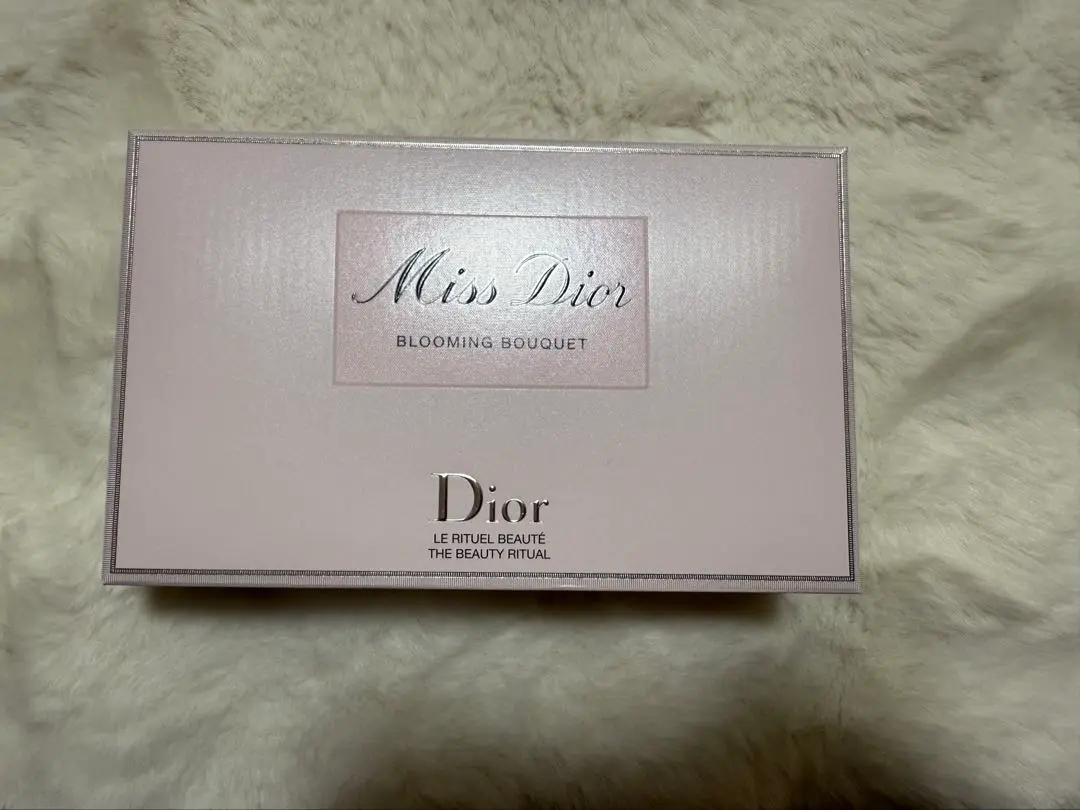 Miss Dior
BLOOMING BOUQUET
Dior
LE RITUEL BEAUTÉ
THE BEAUTY RITUAL